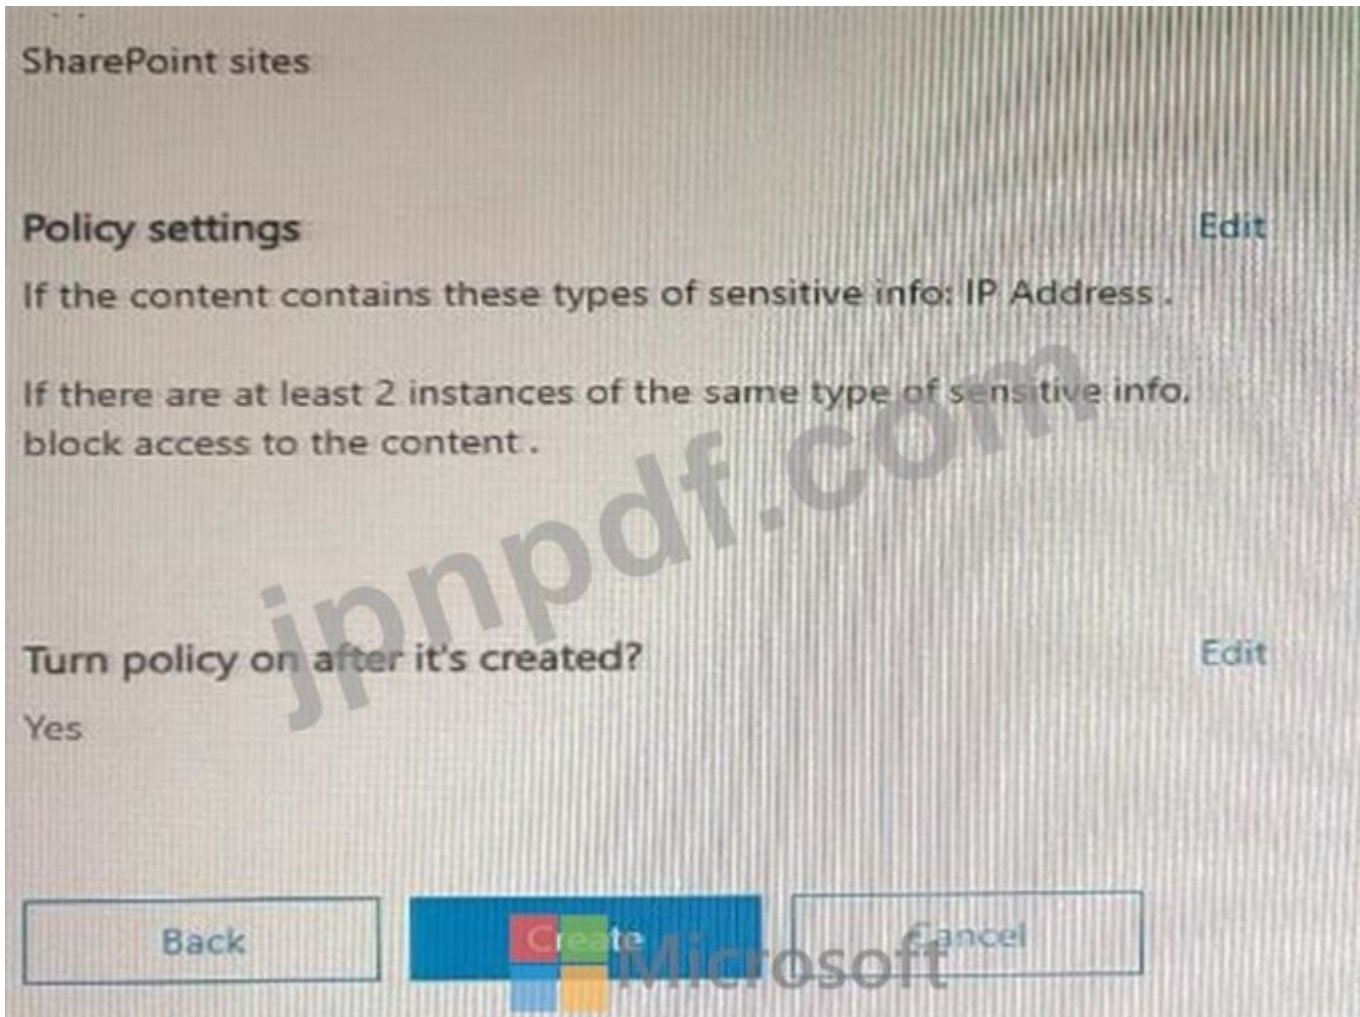 SharePoint sites
Policy settings
Edit
If the content contains these types of sensitive info: IP Address .
If there are at least 2 instances of the same type of sensitive info,
block access to the content .
jpnpdf.com
Turn policy on after it's created?
Edit
Yes
Back
Create
Cancel
Microsoft